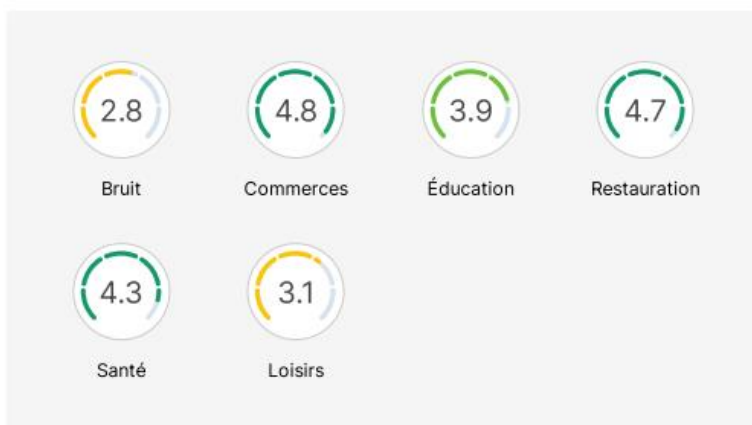 2.8 4.8 3.9 4.7
Bruit Commerces Éducation Restauration
4.3 3.1
Santé Loisirs